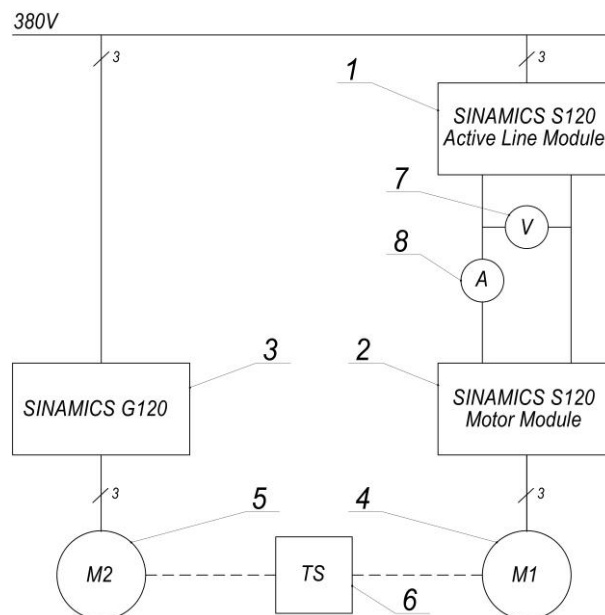 380V
3
3
1
SINAMICS S120
Active Line Module
7
V
8
A
3
2
SINAMICS G120
SINAMICS S120
Motor Module
3
3
5
4
M2
TS
M1
6